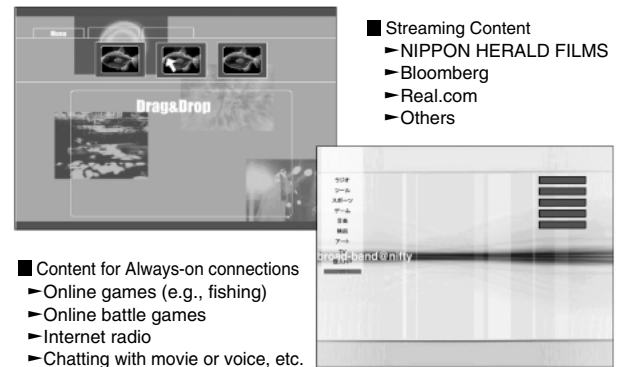 Menu
Drag&Drop
■ Streaming Content
►NIPPON HERALD FILMS
►Bloomberg
►Real.com
►Others
ラジオ
ツール
スポーツ
ゲーム
音楽
映画
アート
TV
broad-band@nifty
■ Content for Always-on connections
►Online games (e.g., fishing)
►Online battle games
►Internet radio
►Chatting with movie or voice, etc.